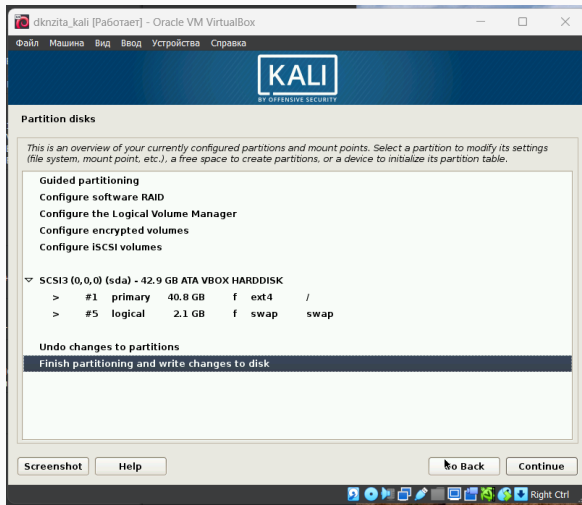 dknzita_kali [Работает] - Oracle VM VirtualBox
Файл Машина Вид Ввод Устройства Справка
KALI
BY OFFENSIVE SECURITY
Partition disks
This is an overview of your currently configured partitions and mount points. Select a partition to modify its settings
(file system, mount point, etc.), a free space to create partitions, or a device to initialize its partition table.
Guided partitioning
Configure software RAID
Configure the Logical Volume Manager
Configure encrypted volumes
Configure iSCSI volumes
SCSI3 (0,0,0) (sda) - 42.9 GB ATA VBOX HARDDISK
> #1 primary 40.8 GB f ext4 /
> #5 logical 2.1 GB f swap swap
Undo changes to partitions
Finish partitioning and write changes to disk
Screenshot Help Go Back Continue
Right Ctrl